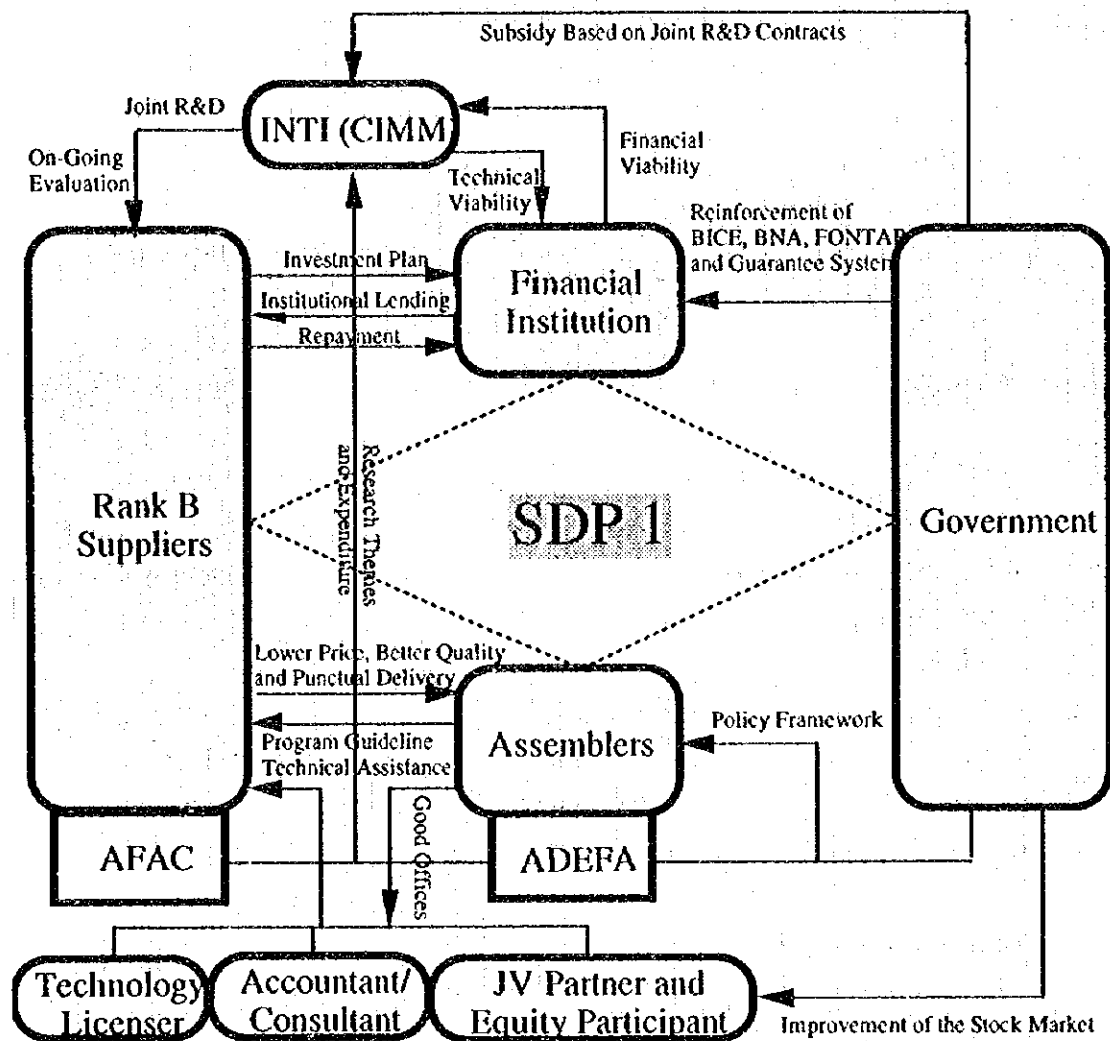 Subsidy Based on Joint R&D Contracts
Joint R&D
INTI (CIMM)
Financial
Viability
On-Going
Evaluation
Technical
Viability
Reinforcement of
BICE, BNA, FONTAR
and Guarantee System
Investment Plan
Institutional Lending
Repayment
Financial
Institution
Research Themes
and Expenditure
Rank B
Suppliers
SDP 1
Government
Lower Price, Better Quality
and Punctual Delivery
Policy Framework
Assemblers
Program Guideline
Technical Assistance
Good Offices
AFAC
ADEFA
Technology
Licenser
Accountant/
Consultant
JV Partner and
Equity Participant
Improvement of the Stock Market